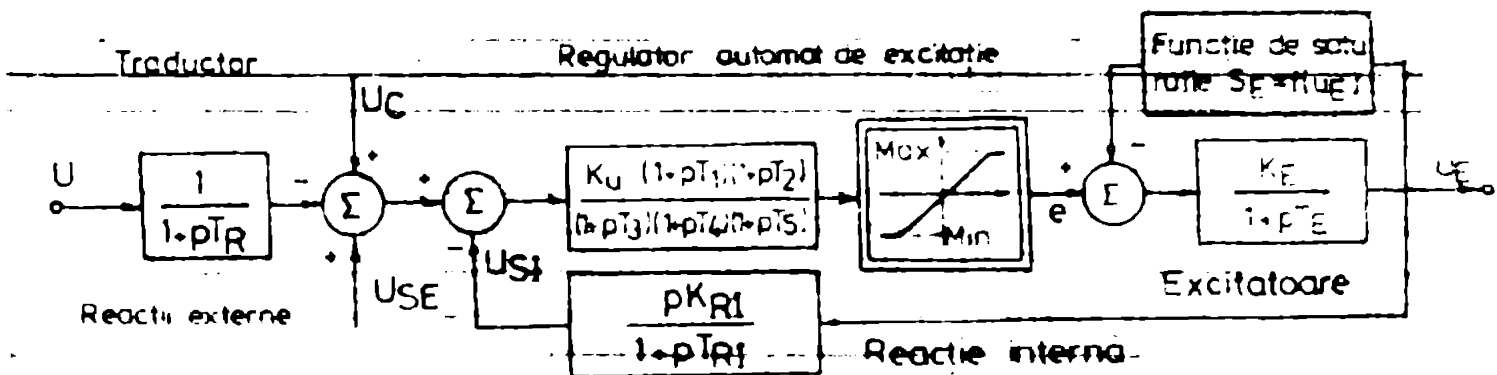 Traductor
Regulator automat de excitatie
Functie de satu
ratie SE=f(uE)
UC
U
1
1+pTR
-
+
Σ
+
+
Σ
-
Ku (1+pT1)(1+pT2)
(1+pT3)(1+pT4)(1+pT5)
Max
Min
e
+
-
Σ
KE
1+pTE
uE
USE
USI
Reactii externe
pKRI
1+pTRI
Excitatoare
Reactie interna